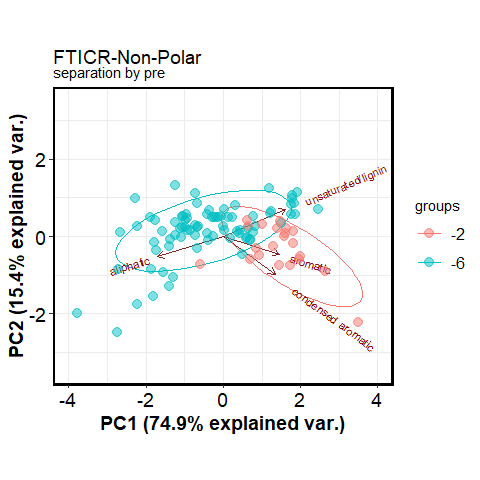 FTICR-Non-Polar
separation by pre
PC2 (15.4% explained var.)
2
0
-2
unsaturated/lignin
aliphatic
aromatic
condensed aromatic
groups
-2
-6
-4
-2
0
2
4
PC1 (74.9% explained var.)